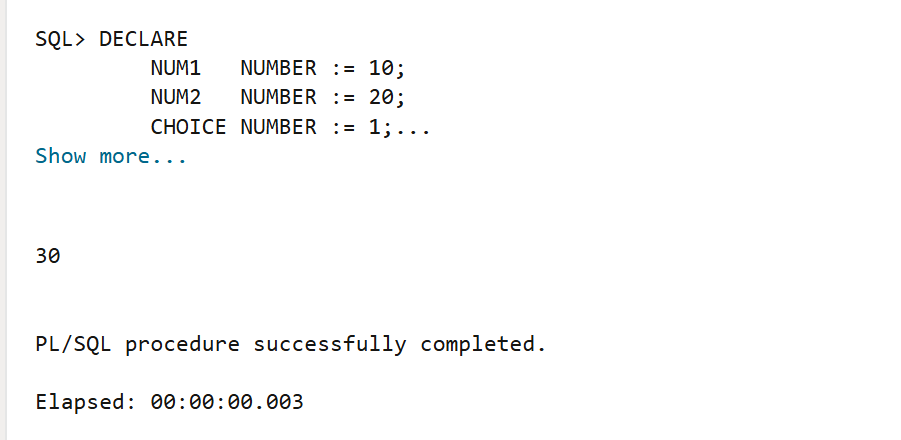 SQL> DECLARE
NUM1 NUMBER := 10;
NUM2 NUMBER := 20;
CHOICE NUMBER := 1;...
Show more...
30
PL/SQL procedure successfully completed.
Elapsed: 00:00:00.003